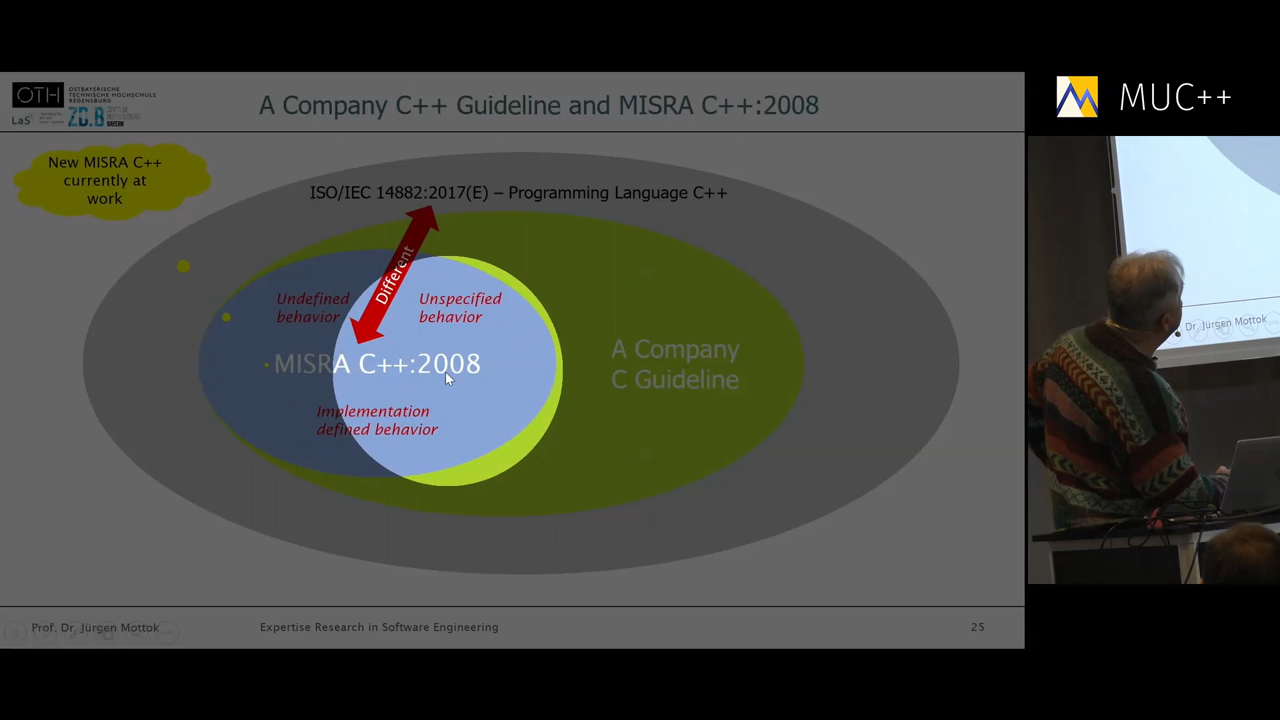 OTH
OSTBAYERISCHE
TECHNISCHE HOCHSCHULE
REGENSBURG
LaS³
ZD.B
A Company C++ Guideline and MISRA C++:2008
MUC++
New MISRA C++
currently at
work
ISO/IEC 14882:2017(E) – Programming Language C++
Different
Undefined
behavior
Unspecified
behavior
MISRA C++:2008
A Company
C Guideline
Implementation
defined behavior
Dr. Jürgen Mottok
Prof. Dr. Jürgen Mottok
Expertise Research in Software Engineering
25